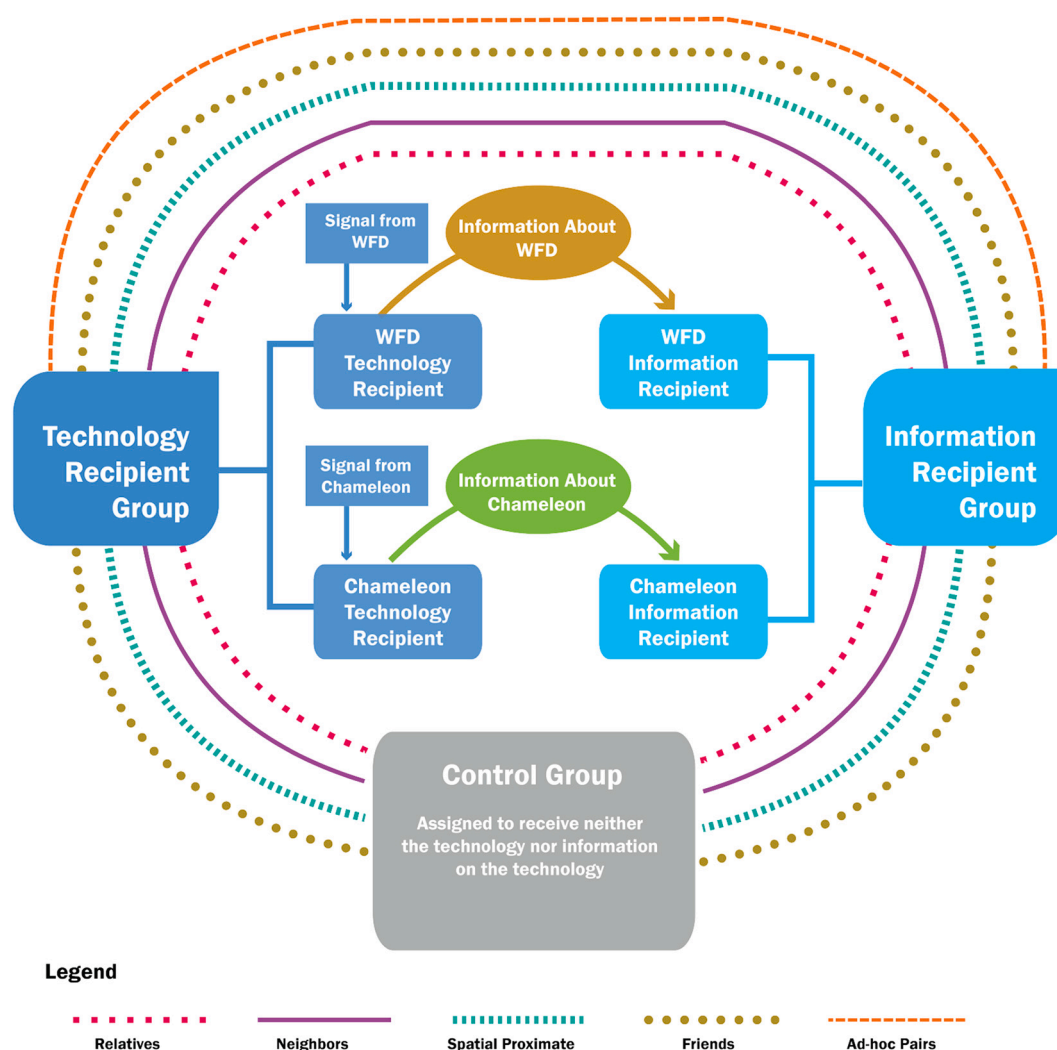 Signal from
WFD
Information About
WFD
WFD
Technology
Recipient
WFD
Information
Recipient
Technology
Recipient
Group
Information
Recipient
Group
Signal from
Chameleon
Information About
Chameleon
Chameleon
Technology
Recipient
Chameleon
Information
Recipient
Control Group
Assigned to receive neither
the technology nor information
on the technology
Legend
Relatives
Neighbors
Spatial Proximate
Friends
Ad-hoc Pairs